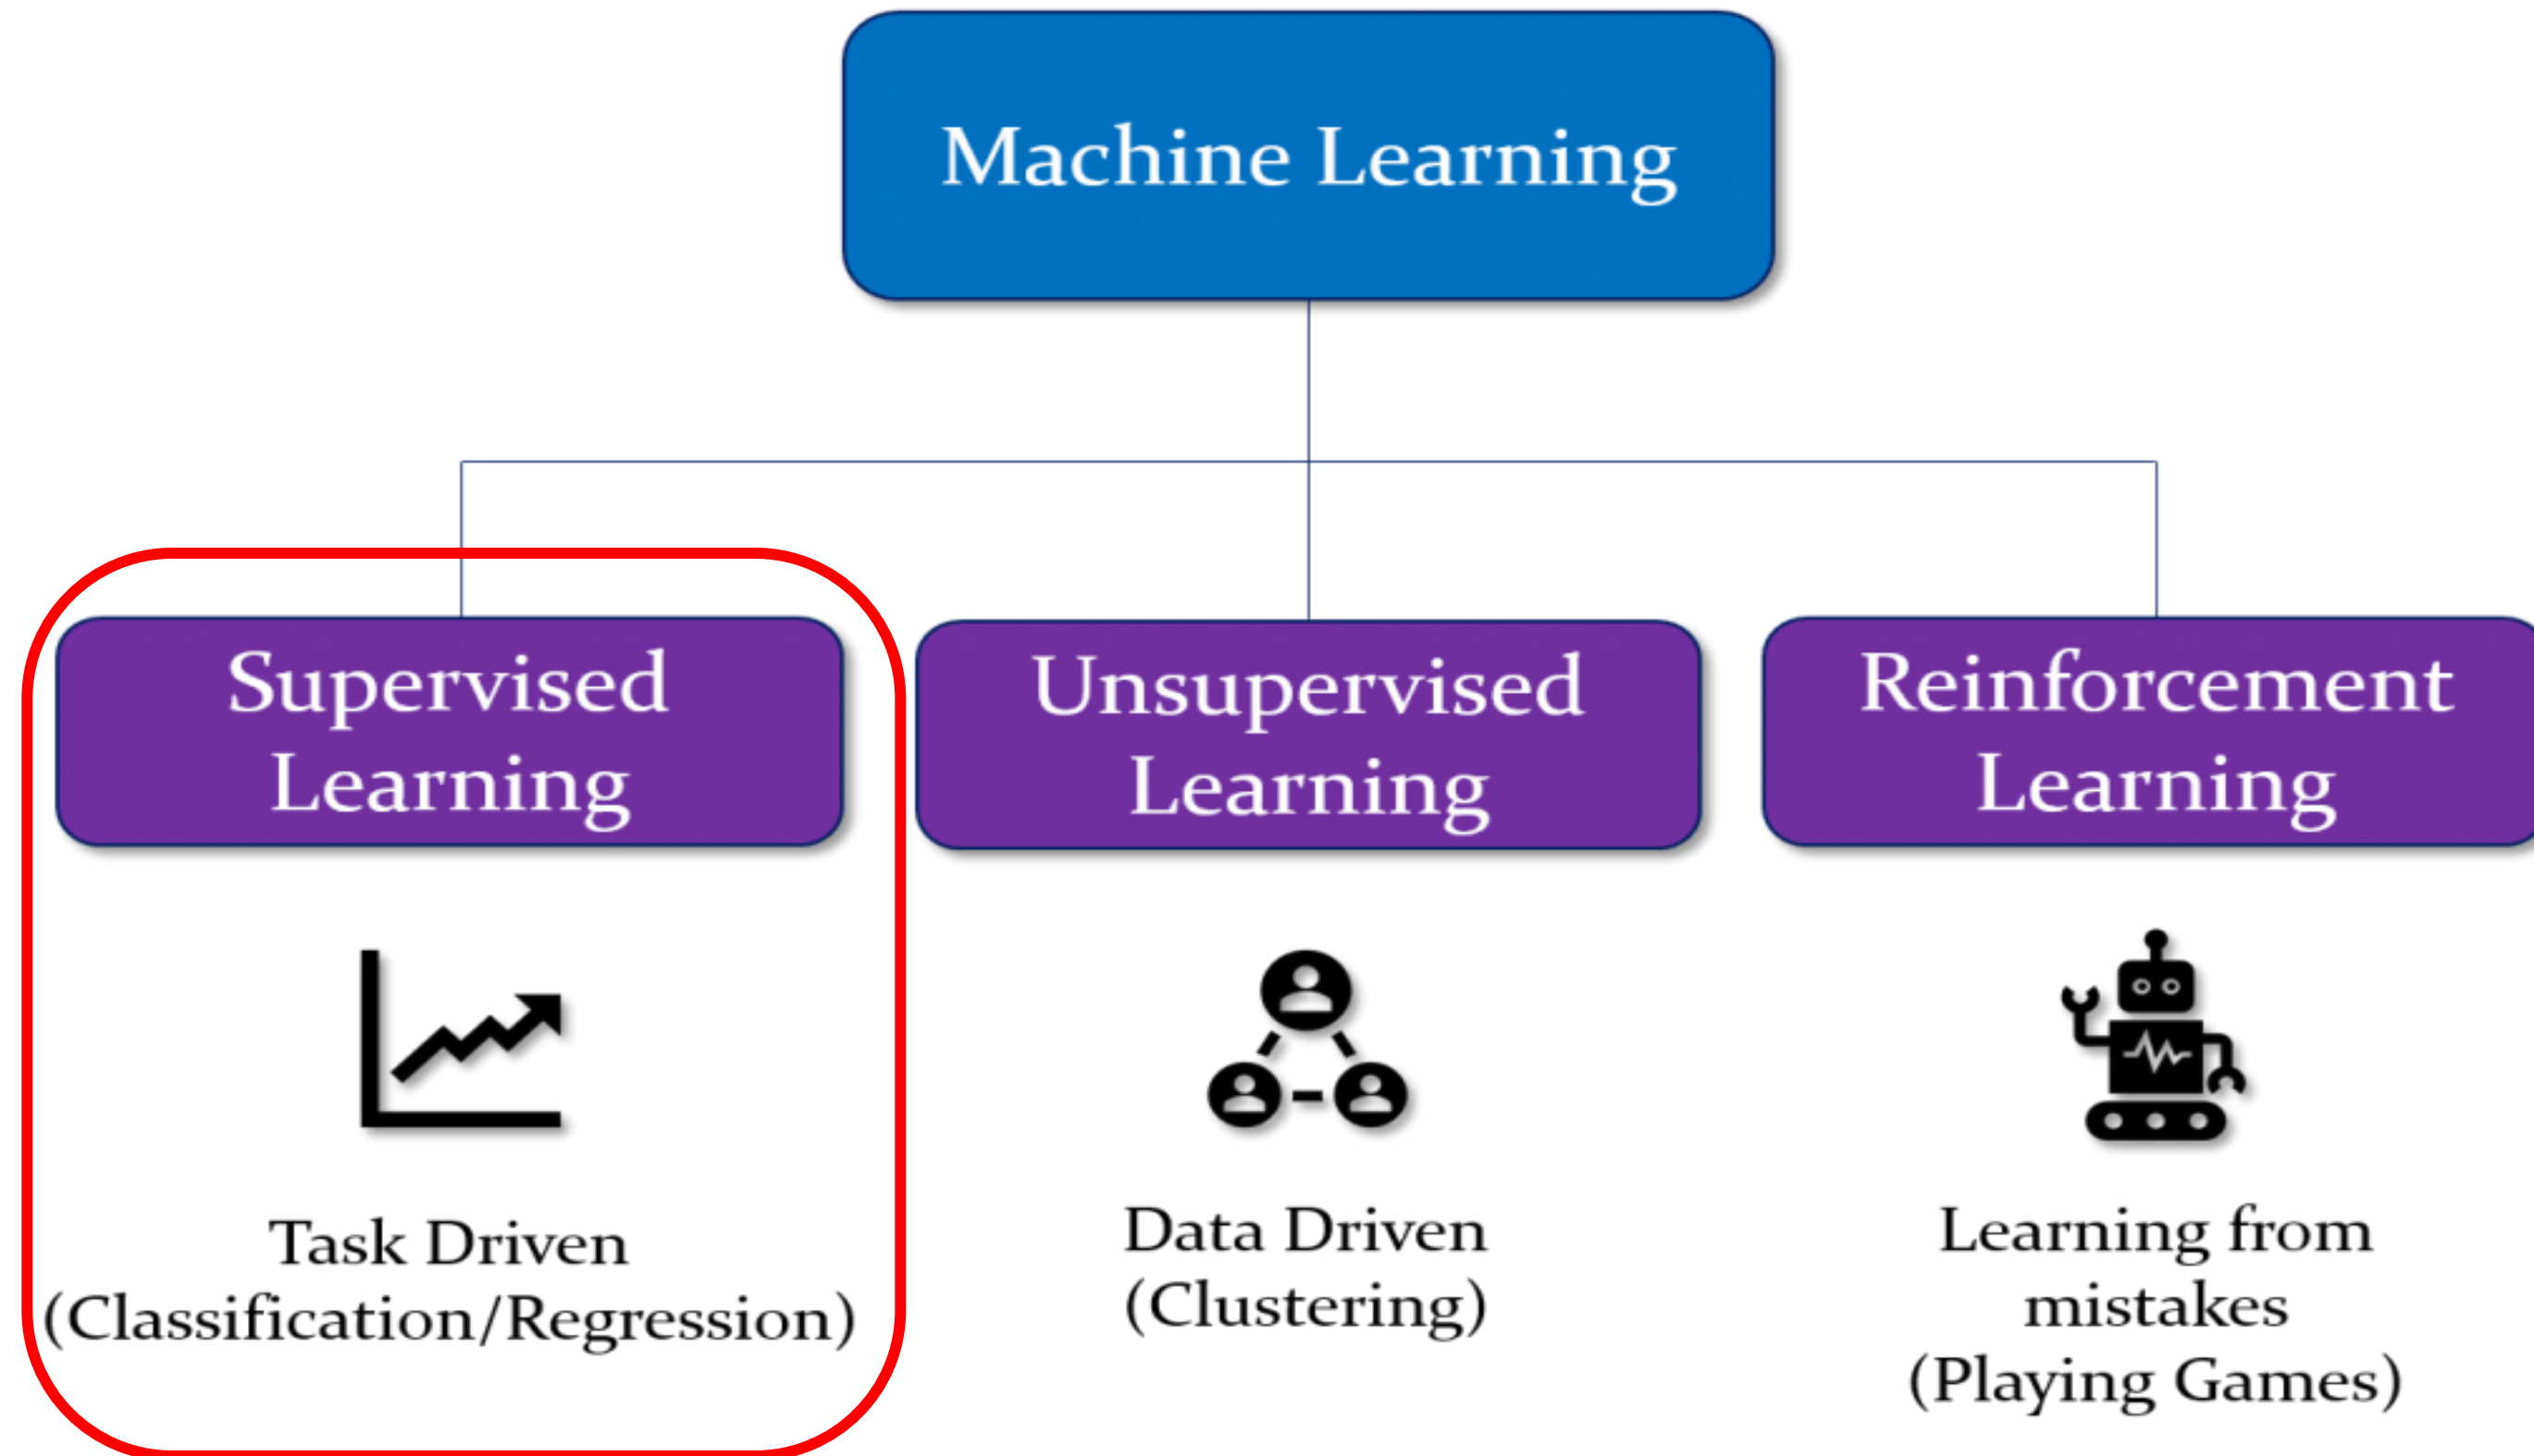 Machine Learning
Supervised
Learning
Unsupervised
Learning
Reinforcement
Learning
Task Driven
(Classification/Regression)
Data Driven
(Clustering)
Learning from
mistakes
(Playing Games)